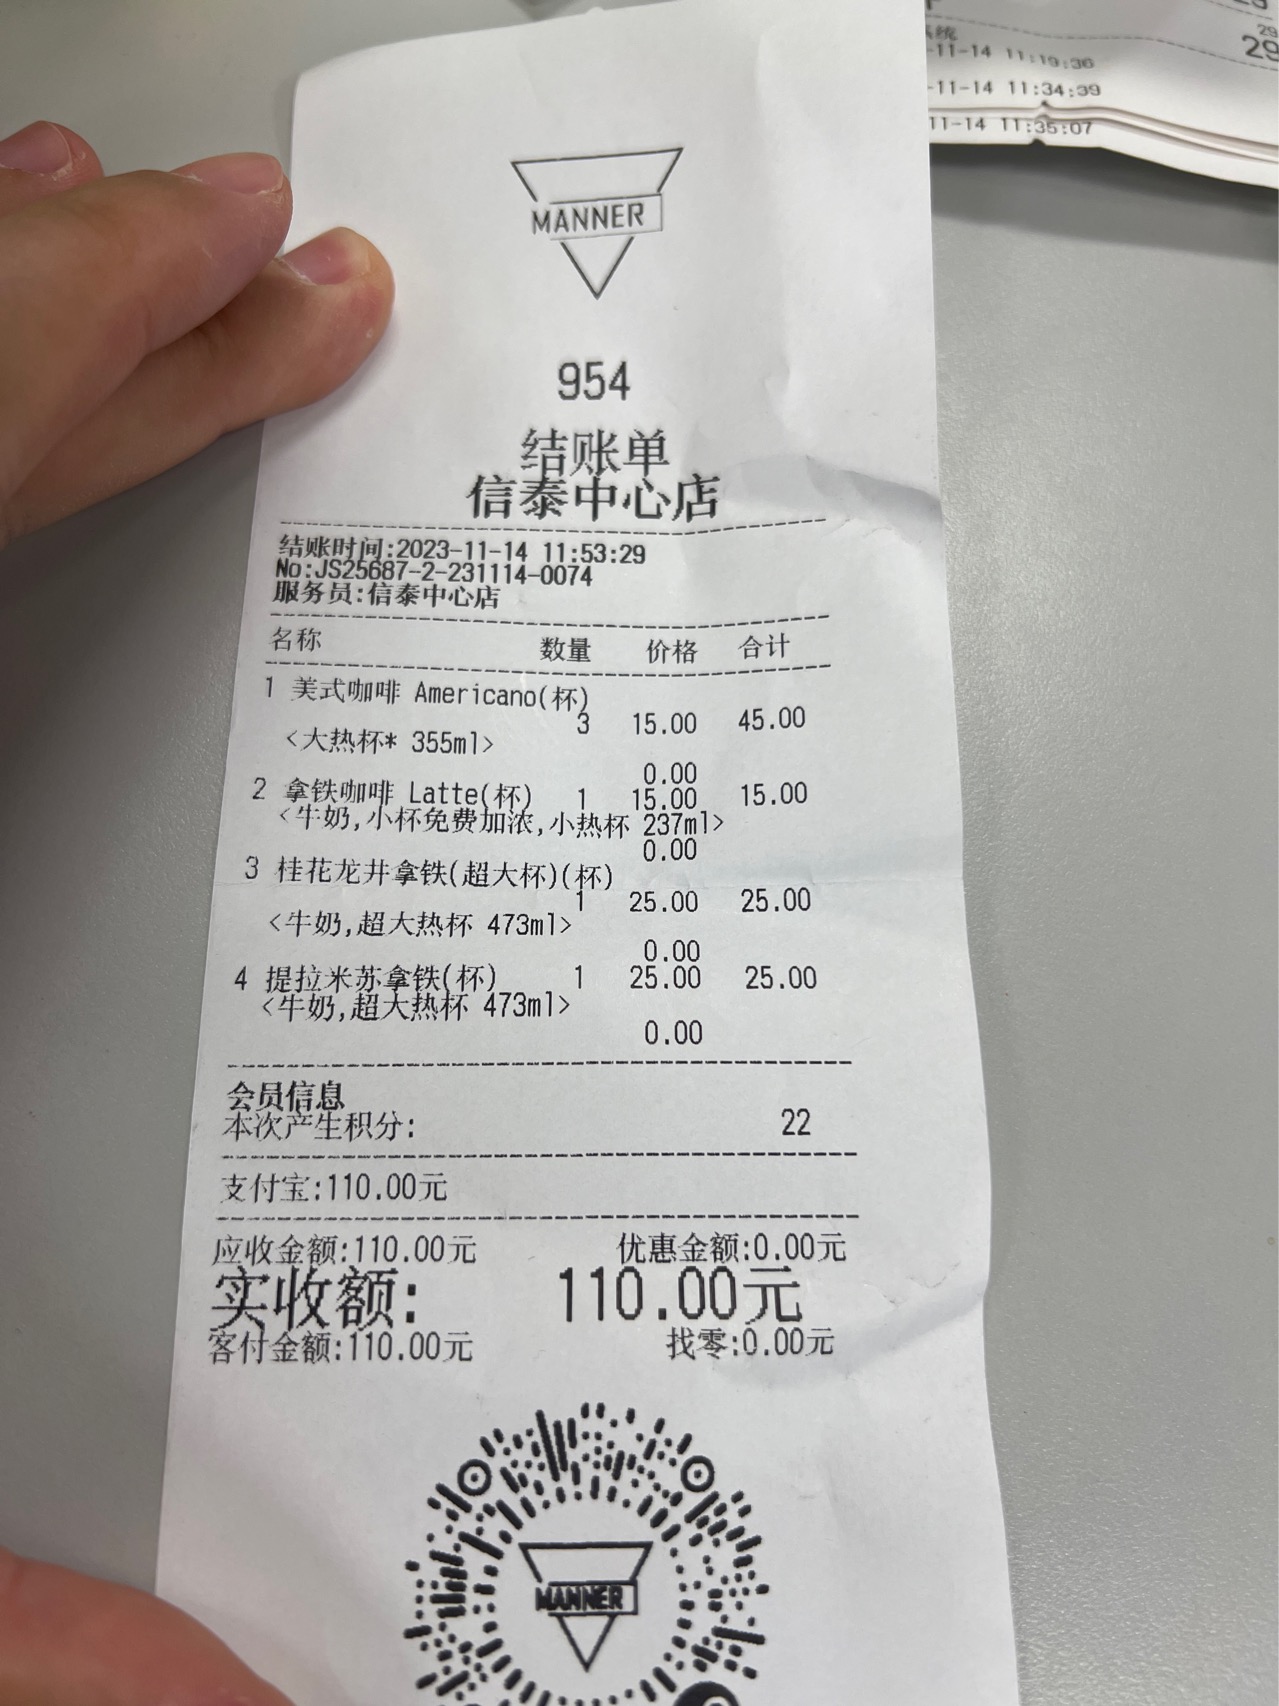 MANNER
954
结账单
信泰中心店
结账时间:2023-11-14 11:53:29
No:JS25687-2-231114-0074
服务员:信泰中心店
名称 数量 价格 合计
1 美式咖啡 Americano(杯)
3 15.00 45.00
<大热杯* 355ml>
0.00
2 拿铁咖啡 Latte(杯) 1 15.00 15.00
<牛奶,小杯免费加浓,小热杯 237ml>
0.00
3 桂花龙井拿铁(超大杯)(杯)
1 25.00 25.00
<牛奶,超大热杯 473ml>
0.00
4 提拉米苏拿铁(杯) 1 25.00 25.00
<牛奶,超大热杯 473ml>
0.00
会员信息
本次产生积分: 22
支付宝:110.00元
应收金额:110.00元 优惠金额:0.00元
实收额: 110.00元
客付金额:110.00元 找零:0.00元
MANNER
29
29
系统
-11-14 11:19:36
-11-14 11:34:39
11-14 11:35:07